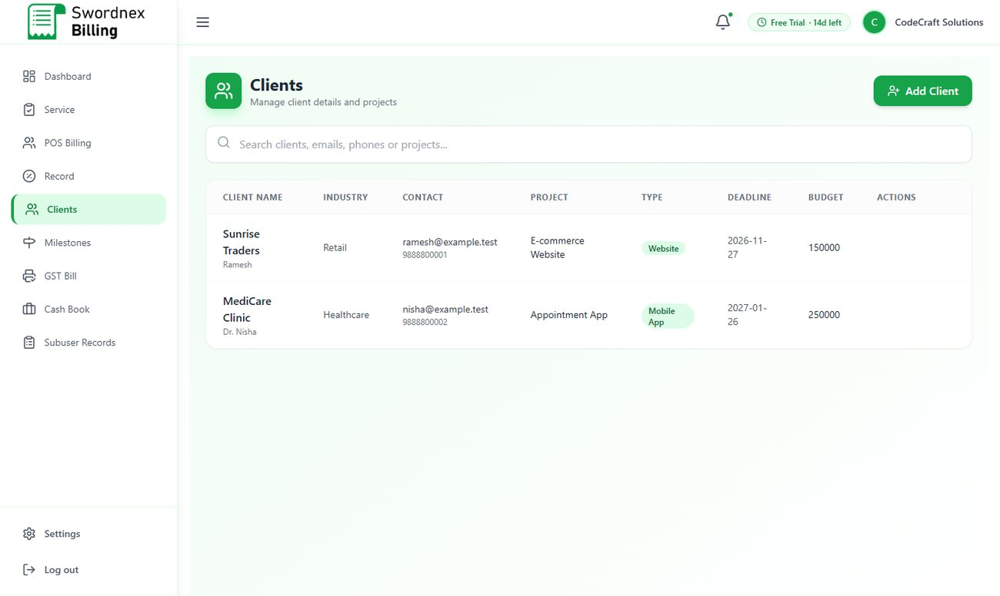 Swordnex
Billing
Free Trial · 14d left
C
CodeCraft Solutions
Dashboard
Service
POS Billing
Record
Clients
Milestones
GST Bill
Cash Book
Subuser Records
Settings
Log out
Clients
Manage client details and projects
Add Client
Search clients, emails, phones or projects...
CLIENT NAME INDUSTRY CONTACT PROJECT TYPE DEADLINE BUDGET ACTIONS
Sunrise
Traders
Ramesh
Retail
ramesh@example.test
9888800001
E-commerce
Website
Website
2026-11-
27
150000
MediCare
Clinic
Dr. Nisha
Healthcare
nisha@example.test
9888800002
Appointment App
Mobile
App
2027-01-
26
250000